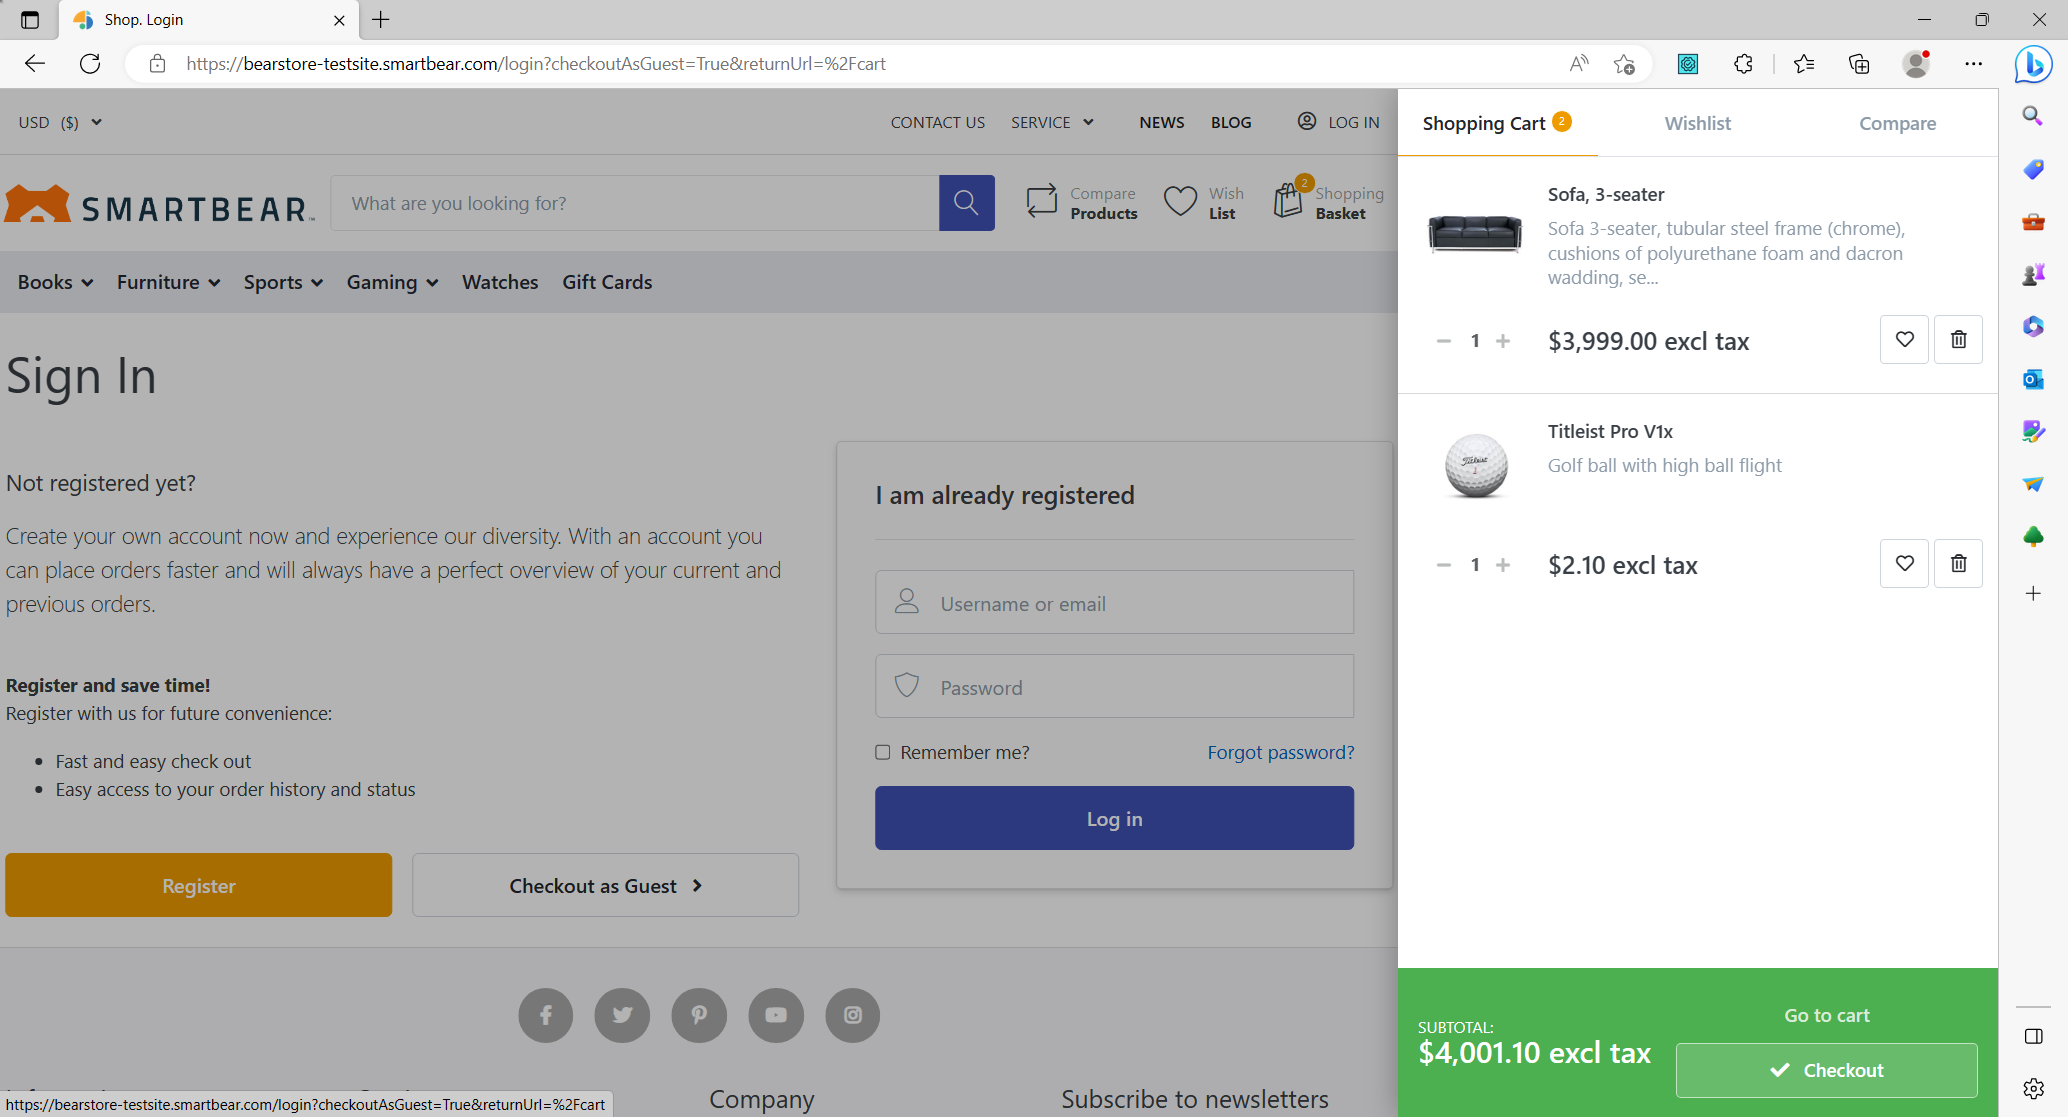 Shop. Login
https://bearstore-testsite.smartbear.com/login?checkoutAsGuest=True&returnUrl=%2Fcart
USD ($)
CONTACT US
SERVICE
NEWS
BLOG
LOG IN
SMARTBEAR™
What are you looking for?
Compare
Products
Wish
List
2
Shopping
Basket
Books
Furniture
Sports
Gaming
Watches
Gift Cards
Sign In
Not registered yet?
Create your own account now and experience our diversity. With an account you
can place orders faster and will always have a perfect overview of your current and
previous orders.
Register and save time!
Register with us for future convenience:
Fast and easy check out
Easy access to your order history and status
Register
Checkout as Guest
I am already registered
Username or email
Password
Remember me?
Forgot password?
Log in
Shopping Cart 2
Wishlist
Compare
Sofa, 3-seater
Sofa 3-seater, tubular steel frame (chrome),
cushions of polyurethane foam and dacron
wadding, se...
1
$3,999.00 excl tax
Titleist Pro V1x
Golf ball with high ball flight
Titleist
1
$2.10 excl tax
SUBTOTAL:
$4,001.10 excl tax
Go to cart
Checkout
Company
Subscribe to newsletters
https://bearstore-testsite.smartbear.com/login?checkoutAsGuest=True&returnUrl=%2Fcart